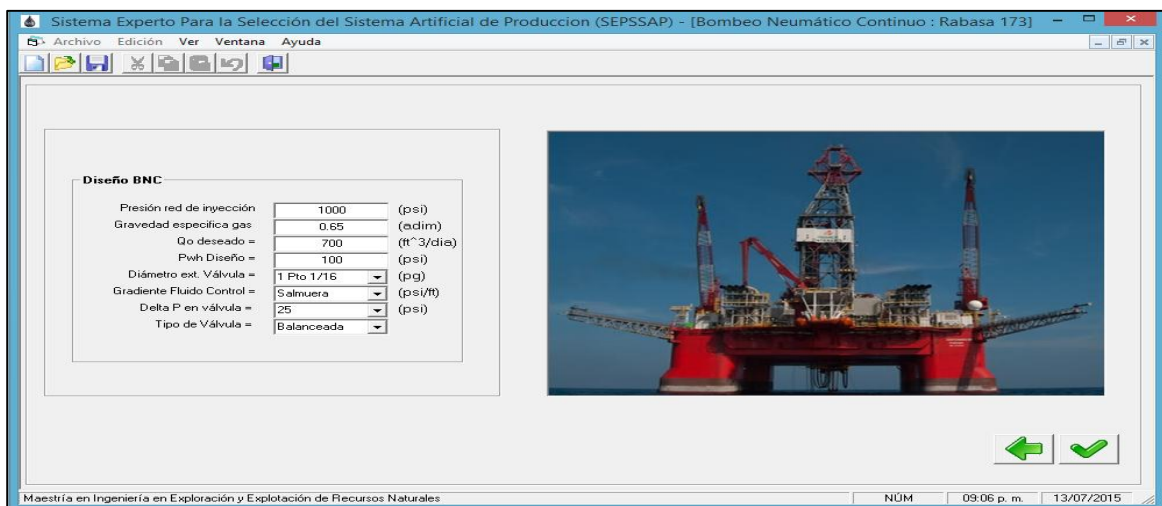 Sistema Experto Para la Selección del Sistema Artificial de Produccion (SEPSSAP) - [Bombeo Neumático Continuo : Rabasa 173]
Archivo Edición Ver Ventana Ayuda
Diseño BNC
Presión red de inyección 1000 (psi)
Gravedad especifica gas 0.65 (adim)
Qo deseado = 700 (ft^3/dia)
Pwh Diseño = 100 (psi)
Diámetro ext. Válvula = 1 Pto 1/16 (pg)
Gradiente Fluido Control = Salmuera (psi/ft)
Delta P en válvula = 25 (psi)
Tipo de Válvula = Balanceada
Maestría en Ingeniería en Exploración y Explotación de Recursos Naturales NÚM 09:06 p. m. 13/07/2015